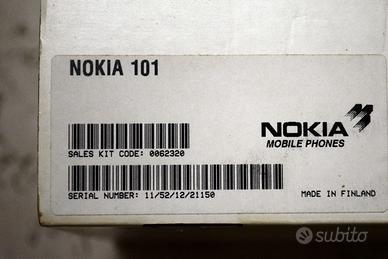 NOKIA 101
NOKIA
MOBILE PHONES
SALES KIT CODE: 0062320
SERIAL NUMBER: 11/52/12/21150
MADE IN FINLAND
subito